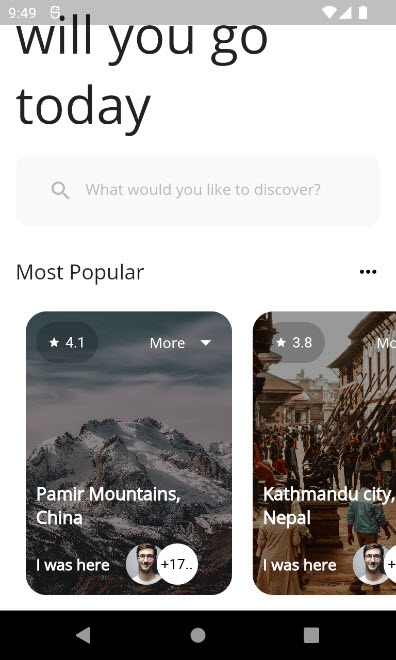 9:49
will you go
today
What would you like to discover?
Most Popular
4.1
More
3.8
Mo
Pamir Mountains,
China
Kathmandu city,
Nepal
I was here
+17..
I was here
+